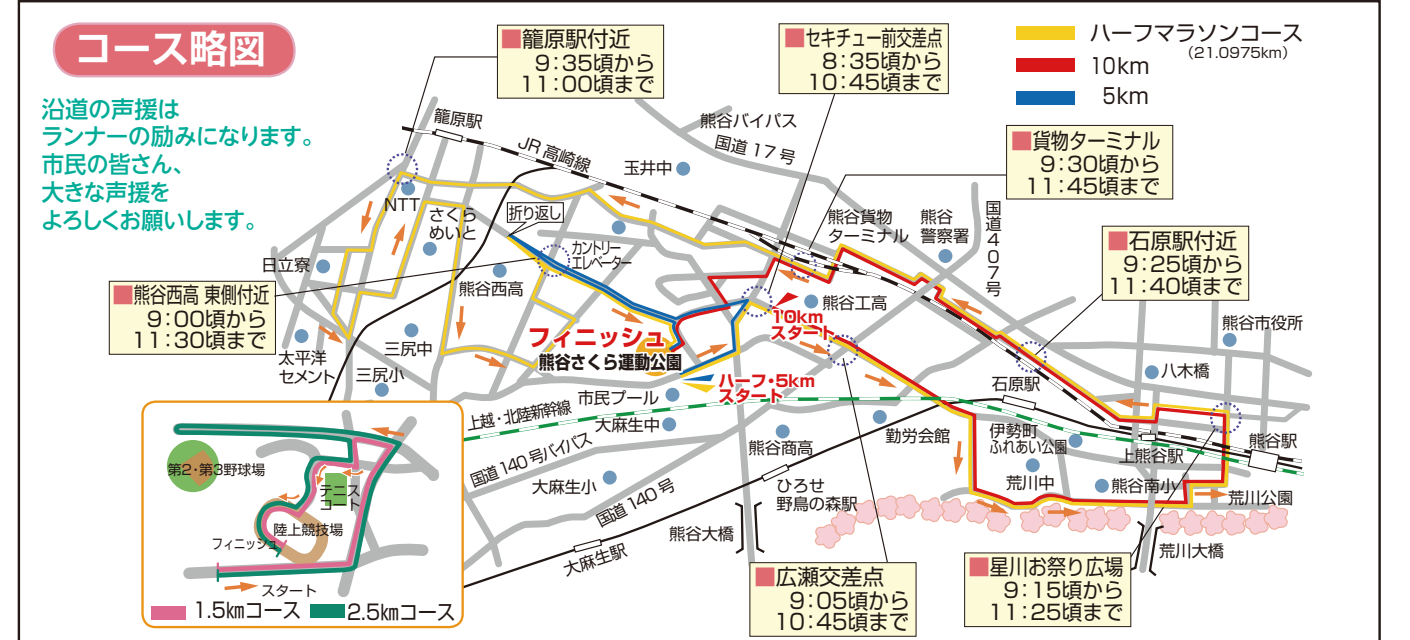 コース略図
沿道の声援は
ランナーの励みになります。
市民の皆さん、
大きな声援を
よろしくお願いします。
■籠原駅付近
9:35頃から
11:00頃まで
■セキチュー前交差点
8:35頃から
10:45頃まで
ハーフマラソンコース
(21.0975km)
10km
5km
■貨物ターミナル
9:30頃から
11:45頃まで
■石原駅付近
9:25頃から
11:40頃まで
■熊谷西高 東側付近
9:00頃から
11:30頃まで
■広瀬交差点
9:05頃から
10:45頃まで
■星川お祭り広場
9:15頃から
11:25頃まで
籠原駅
JR高崎線
玉井中
熊谷バイパス
国道17号
NTT
さくら
めいと
折り返し
カントリー
エレベーター
熊谷貨物
ターミナル
熊谷
警察署
国道407号
日立寮
熊谷西高
熊谷工高
10km
スタート
フィニッシュ
熊谷さくら運動公園
ハーフ・5km
スタート
熊谷市役所
八木橋
太平洋
セメント
三尻中
三尻小
市民プール
大麻生中
上越・北陸新幹線
国道140号バイパス
大麻生小
国道140号
大麻生駅
熊谷商高
ひろせ
野鳥の森駅
熊谷大橋
勤労会館
石原駅
伊勢町
ふれあい公園
荒川中
上熊谷駅
熊谷南小
熊谷駅
荒川公園
荒川大橋
第2・第3野球場
テニス
コート
陸上競技場
フィニッシュ
スタート
1.5kmコース
2.5kmコース